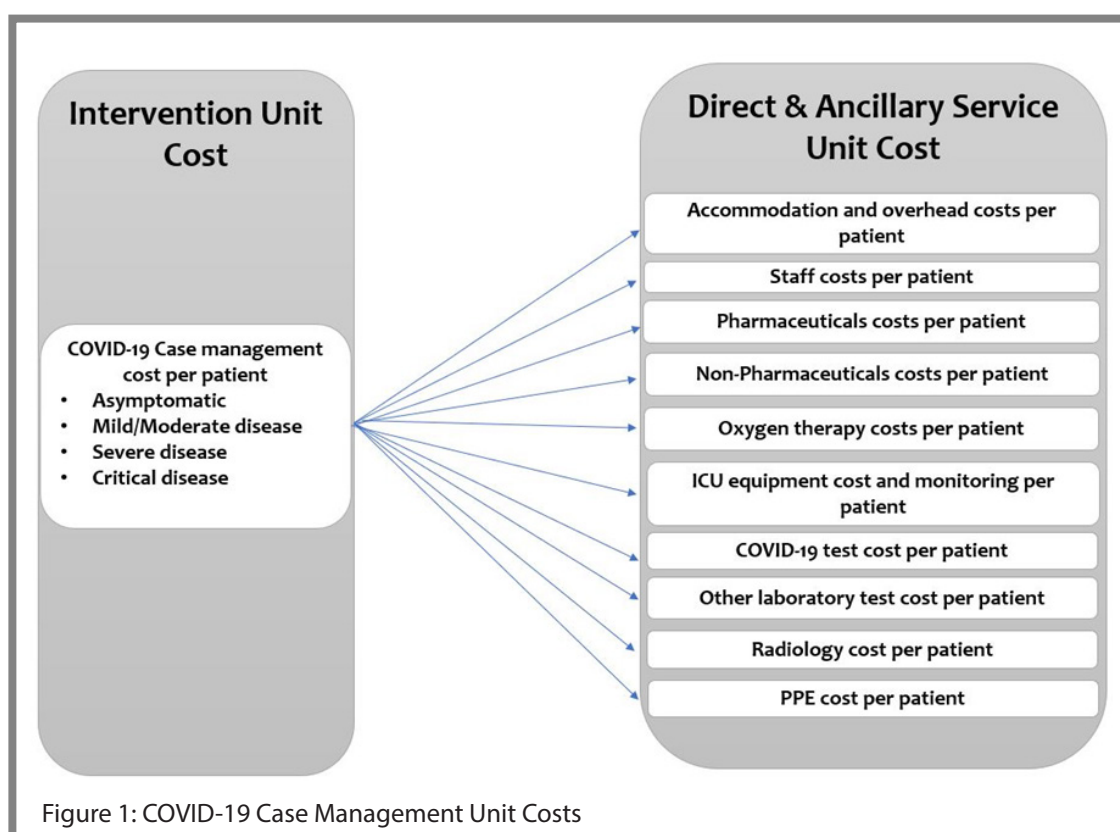 Intervention Unit
Cost
COVID-19 Case management
cost per patient
• Asymptomatic
• Mild/Moderate disease
• Severe disease
• Critical disease
Direct & Ancillary Service
Unit Cost
Accommodation and overhead costs per
patient
Staff costs per patient
Pharmaceuticals costs per patient
Non-Pharmaceuticals costs per patient
Oxygen therapy costs per patient
ICU equipment cost and monitoring per
patient
COVID-19 test cost per patient
Other laboratory test cost per patient
Radiology cost per patient
PPE cost per patient
Figure 1: COVID-19 Case Management Unit Costs